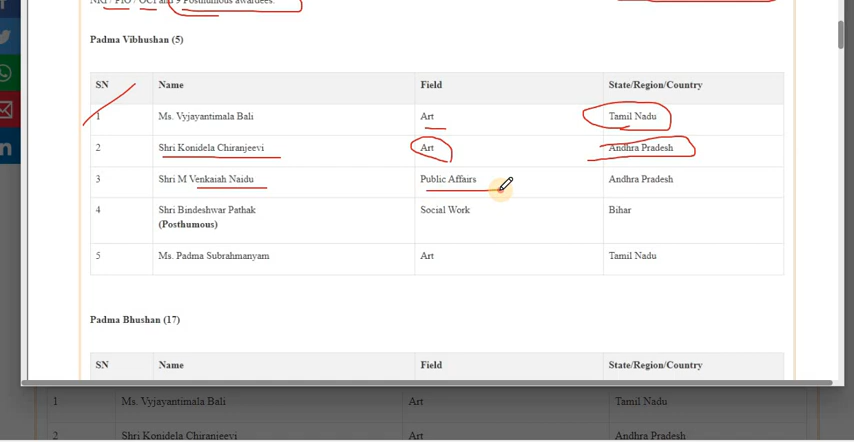 NRI / PIO / OCI and 9 Posthumous awardees.
Padma Vibhushan (5)
SN Name Field State/Region/Country
1 Ms. Vyjayantimala Bali Art Tamil Nadu
2 Shri Konidela Chiranjeevi Art Andhra Pradesh
3 Shri M Venkaiah Naidu Public Affairs Andhra Pradesh
4 Shri Bindeshwar Pathak Social Work Bihar
(Posthumous)
5 Ms. Padma Subrahmanyam Art Tamil Nadu
Padma Bhushan (17)
SN Name Field State/Region/Country
1 Ms. Vyjayantimala Bali Art Tamil Nadu
2 Shri Konidela Chiranjeevi Art Andhra Pradesh